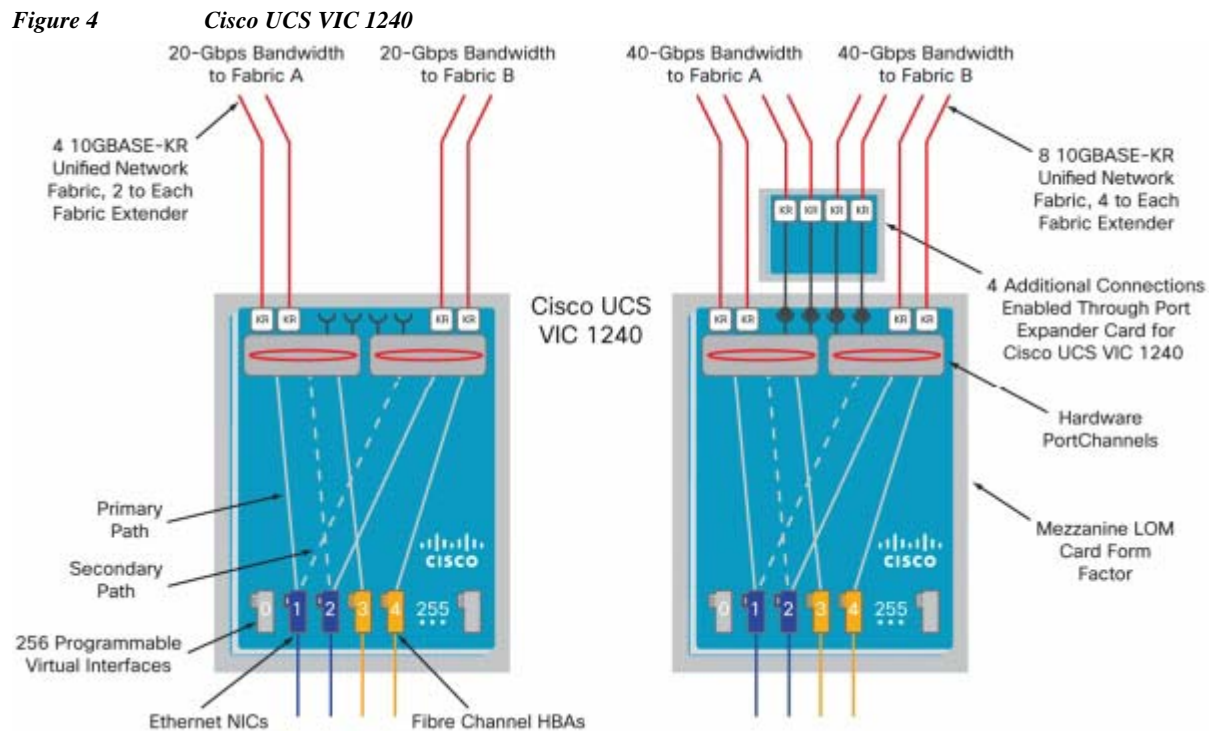 Figure 4 Cisco UCS VIC 1240
20-Gbps Bandwidth
to Fabric A
20-Gbps Bandwidth
to Fabric B
40-Gbps Bandwidth
to Fabric A
40-Gbps Bandwidth
to Fabric B
4 10GBASE-KR
Unified Network
Fabric, 2 to Each
Fabric Extender
8 10GBASE-KR
Unified Network
Fabric, 4 to Each
Fabric Extender
KR KR KR KR
4 Additional Connections
Enabled Through Port
Expander Card for
Cisco UCS VIC 1240
Cisco UCS
VIC 1240
KR KR KR KR
KR KR KR KR
Hardware
PortChannels
Primary
Path
Secondary
Path
Mezzanine LOM
Card Form
Factor
CISCO
CISCO
0 1 2 3 4 255
0 1 2 3 4 255
256 Programmable
Virtual Interfaces
Ethernet NICs
Fibre Channel HBAs